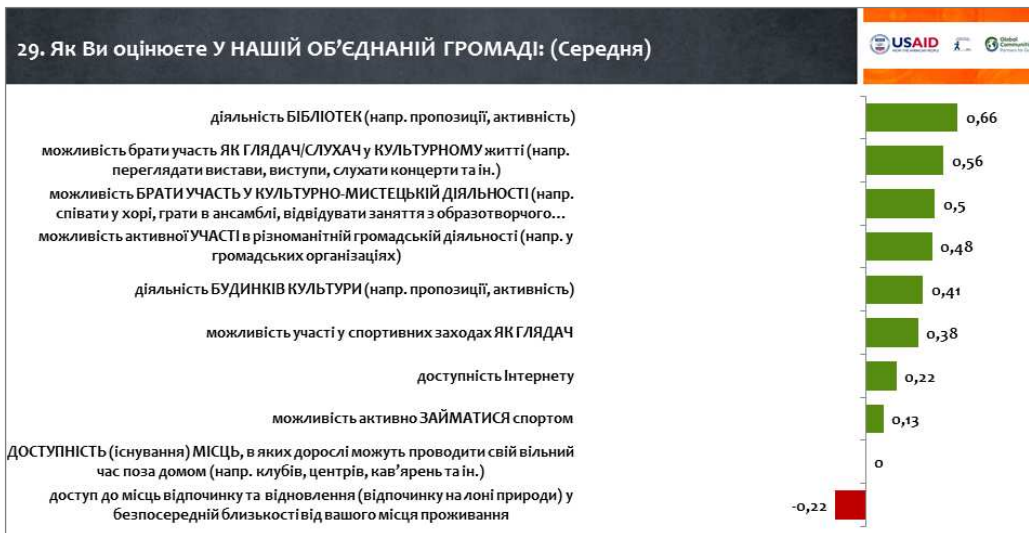 29. Як Ви оцінюєте У НАШІЙ ОБ’ЄДНАНІЙ ГРОМАДІ: (Середня)
USAID
Global
діяльність БІБЛІОТЕК (напр. пропозиції, активність)
0,66
можливість брати участь ЯК ГЛЯДАЧ/СЛУХАЧ у КУЛЬТУРНОМУ житті (напр.
переглядати вистави, виступи, слухати концерти та ін.)
0,56
можливість БРАТИ УЧАСТЬ У КУЛЬТУРНО-МИСТЕЦЬКІЙ ДІЯЛЬНОСТІ (напр.
співати у хорі, грати в ансамблі, відвідувати заняття з образотворчого…
0,5
можливість активної УЧАСТІ в різноманітній громадській діяльності (напр. у
громадських організаціях)
0,48
діяльність БУДИНКІВ КУЛЬТУРИ (напр. пропозиції, активність)
0,41
можливість участі у спортивних заходах ЯК ГЛЯДАЧ
0,38
доступність Інтернету
0,22
можливість активно ЗАЙМАТИСЯ спортом
0,13
ДОСТУПНІСТЬ (існування) МІСЦЬ, в яких дорослі можуть проводити свій вільний
час поза домом (напр. клубів, центрів, кав’ярень та ін.)
0
доступ до місць відпочинку та відновлення (відпочинку на лоні природи) у
безпосередній близькості від вашого місця проживання
-0,22